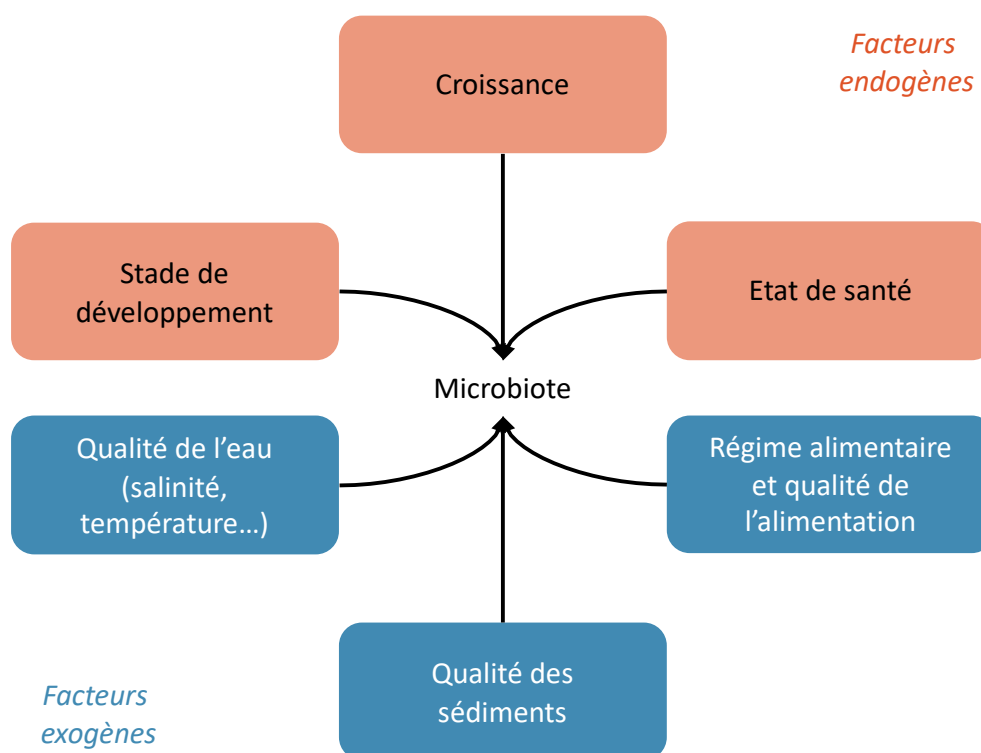 Facteurs
endogènes
Croissance
Stade de
développement
Etat de santé
Microbiote
Qualité de l’eau
(salinité,
température…)
Régime alimentaire
et qualité de
l’alimentation
Qualité des
sédiments
Facteurs
exogènes